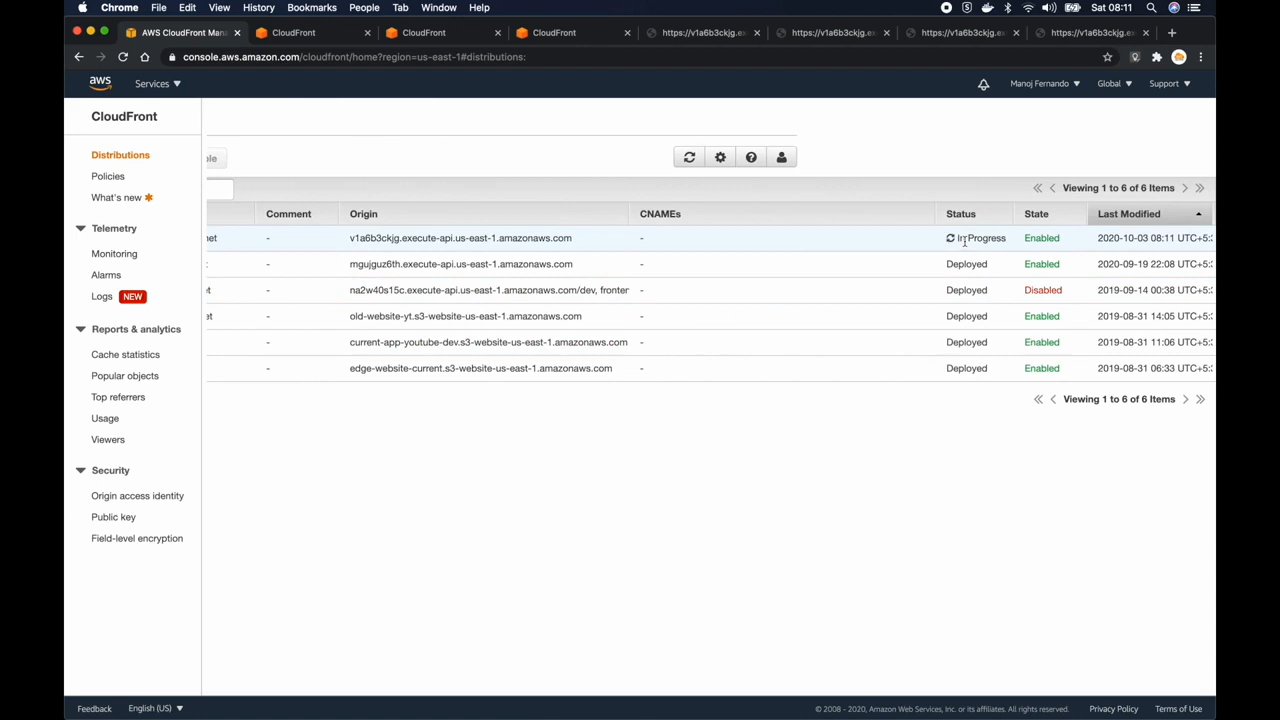 Chrome File Edit View History Bookmarks People Tab Window Help Sat 08:11
AWS CloudFront Man CloudFront CloudFront CloudFront https://v1a6b3ckjg.ex https://v1a6b3ckjg.ex https://v1a6b3ckjg.ex https://v1a6b3ckjg.ex
console.aws.amazon.com/cloudfront/home?region=us-east-1#distributions:
aws Services Manoj Fernando Global Support
CloudFront
Distributions
Policies
What's new
Telemetry
Monitoring
Alarms
Logs NEW
Reports & analytics
Cache statistics
Popular objects
Top referrers
Usage
Viewers
Security
Origin access identity
Public key
Field-level encryption
ble
Viewing 1 to 6 of 6 Items
Comment Origin CNAMEs Status State Last Modified
net - v1a6b3ckjg.execute-api.us-east-1.amazonaws.com - In Progress Enabled 2020-10-03 08:11 UTC+5:
t - mgujguz6th.execute-api.us-east-1.amazonaws.com - Deployed Enabled 2020-09-19 22:08 UTC+5:
t - na2w40s15c.execute-api.us-east-1.amazonaws.com/dev, fronter - Deployed Disabled 2019-09-14 00:38 UTC+5:
et - old-website-yt.s3-website-us-east-1.amazonaws.com - Deployed Enabled 2019-08-31 14:05 UTC+5:
- current-app-youtube-dev.s3-website-us-east-1.amazonaws.com - Deployed Enabled 2019-08-31 11:06 UTC+5:
- edge-website-current.s3-website-us-east-1.amazonaws.com - Deployed Enabled 2019-08-31 06:33 UTC+5:
Viewing 1 to 6 of 6 Items
Feedback English (US) © 2008 - 2020, Amazon Web Services, Inc. or its affiliates. All rights reserved. Privacy Policy Terms of Use